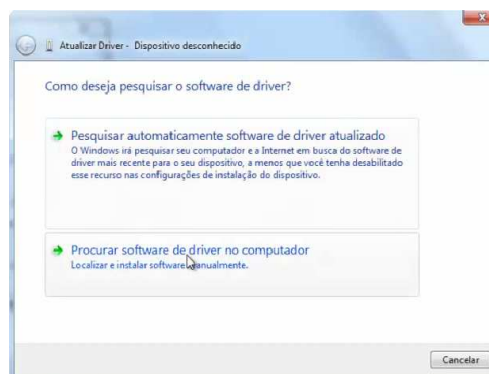 Atualizar Driver - Dispositivo desconhecido
Como deseja pesquisar o software de driver?
Pesquisar automaticamente software de driver atualizado
O Windows irá pesquisar seu computador e a Internet em busca do software de
driver mais recente para o seu dispositivo, a menos que você tenha desabilitado
esse recurso nas configurações de instalação do dispositivo.
Procurar software de driver no computador
Localizar e instalar software manualmente.
Cancelar